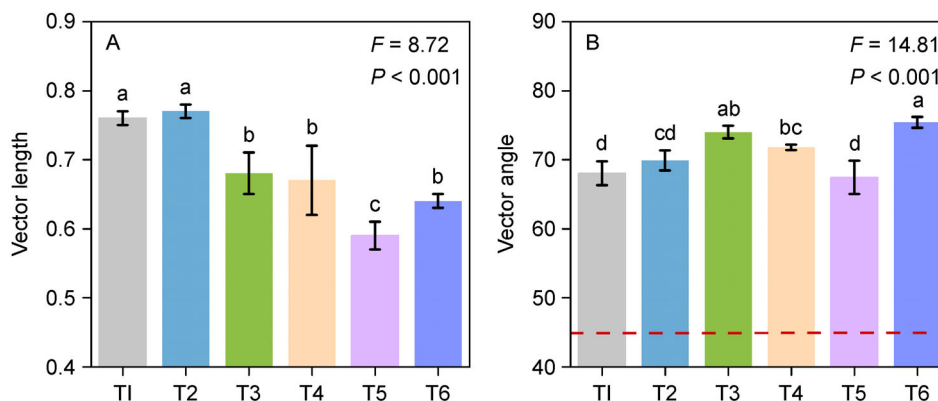 A
F = 8.72
P < 0.001
Vector length
0.9
0.8
0.7
0.6
0.5
0.4
a
a
b
b
c
b
TI
T2
T3
T4
T5
T6
B
F = 14.81
P < 0.001
Vector angle
90
80
70
60
50
40
d
cd
ab
bc
d
a
TI
T2
T3
T4
T5
T6